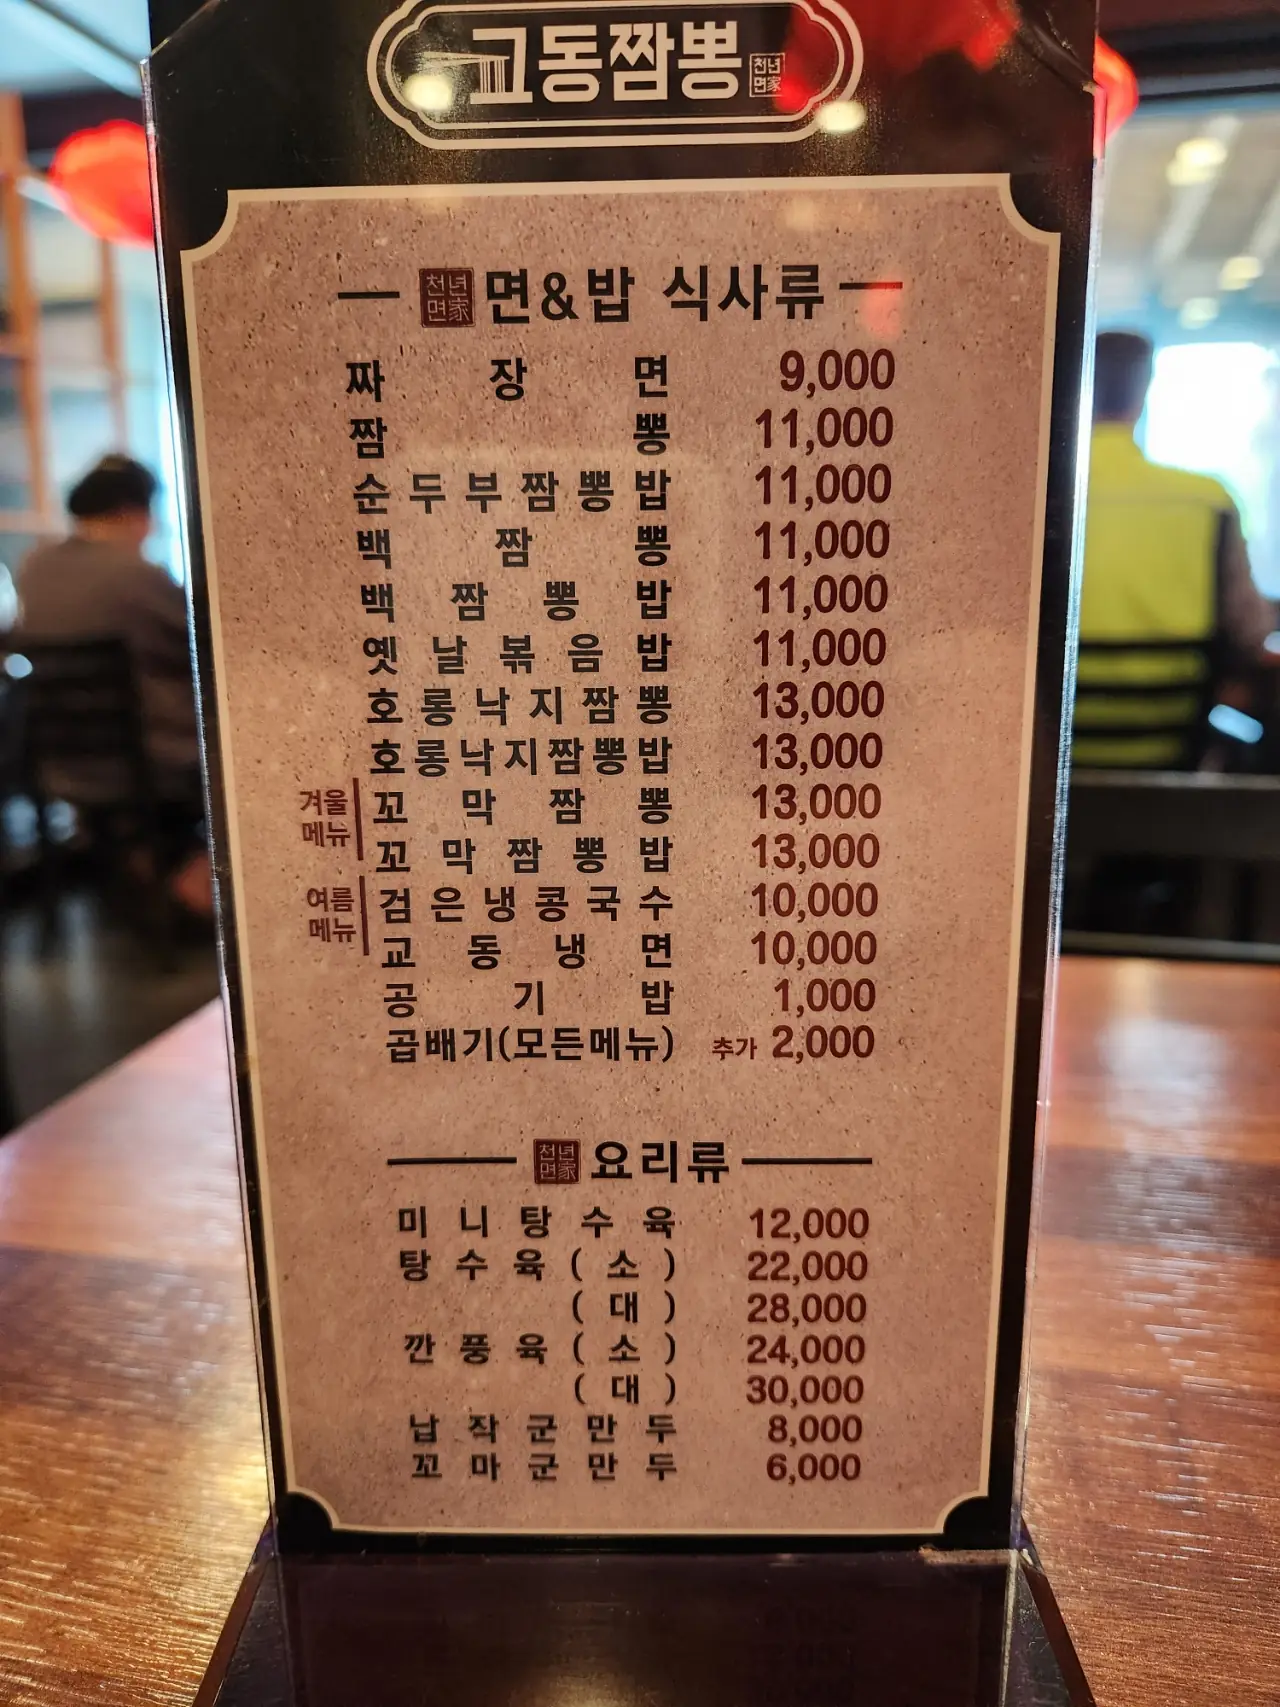 교동짬뽕 천년면家
천년면家 면&밥 식사류
짜장면 9,000
짬뽕 11,000
순두부짬뽕밥 11,000
백짬뽕 11,000
백짬뽕밥 11,000
옛날볶음밥 11,000
호롱낙지짬뽕 13,000
호롱낙지짬뽕밥 13,000
겨울메뉴 꼬막짬뽕 13,000
꼬막짬뽕밥 13,000
여름메뉴 검은냉콩국수 10,000
교동냉면 10,000
공기밥 1,000
곱배기(모든메뉴) 추가 2,000
천년면家 요리류
미니탕수육 12,000
탕수육(소) 22,000
(대) 28,000
깐풍육(소) 24,000
(대) 30,000
납작군만두 8,000
꼬마군만두 6,000